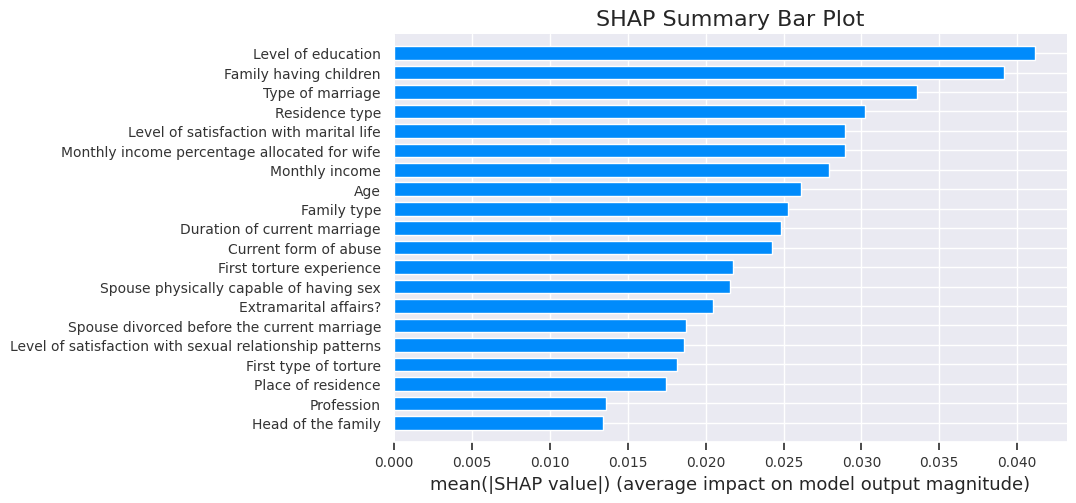 SHAP Summary Bar Plot
Level of education
Family having children
Type of marriage
Residence type
Level of satisfaction with marital life
Monthly income percentage allocated for wife
Monthly income
Age
Family type
Duration of current marriage
Current form of abuse
First torture experience
Spouse physically capable of having sex
Extramarital affairs?
Spouse divorced before the current marriage
Level of satisfaction with sexual relationship patterns
First type of torture
Place of residence
Profession
Head of the family
0.000 0.005 0.010 0.015 0.020 0.025 0.030 0.035 0.040
mean(|SHAP value|) (average impact on model output magnitude)